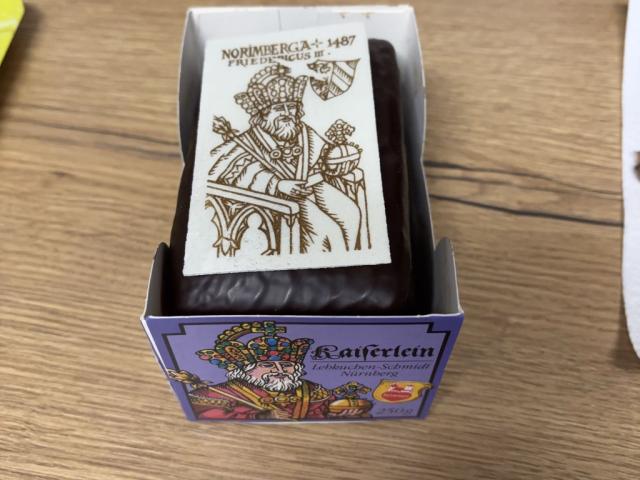 NORIMBERGA + 1487
FRIEDERICUS III.
Kaiserlein
Lebkuchen-Schmidt
Nürnberg
250g